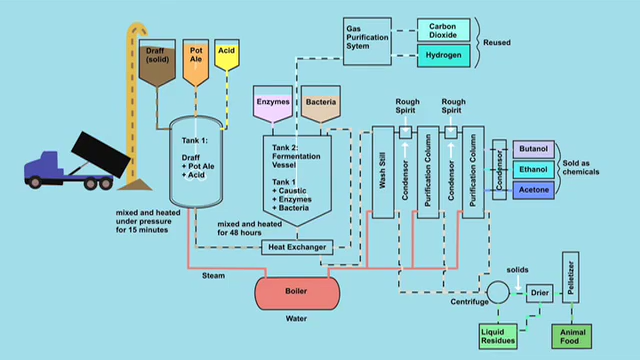 Draff
(solid)
Pot
Ale
Acid
Gas
Purification
Sytem
Carbon
Dioxide
Hydrogen
Reused
Enzymes
Bacteria
Tank 1:
Draff
+ Pot Ale
+ Acid
Tank 2:
Fermentation
Vessel
Tank 1
+ Caustic
+ Enzymes
+ Bacteria
Rough
Spirit
Rough
Spirit
Wash Still
Condensor
Purification Column
Condensor
Purification Column
Condensor
Butanol
Ethanol
Acetone
Sold as
chemicals
mixed and heated
under pressure
for 15 minutes
mixed and heated
for 48 hours
Heat Exchanger
Steam
Boiler
Water
Centrifuge
solids
Drier
Pelletizer
Liquid
Residues
Animal
Food